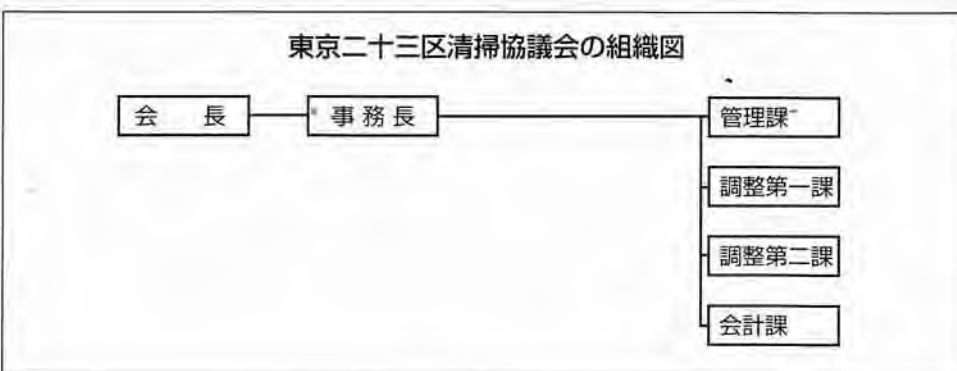 東京二十三区清掃協議会の組織図
会長
事務長
管理課
調整第一課
調整第二課
会計課